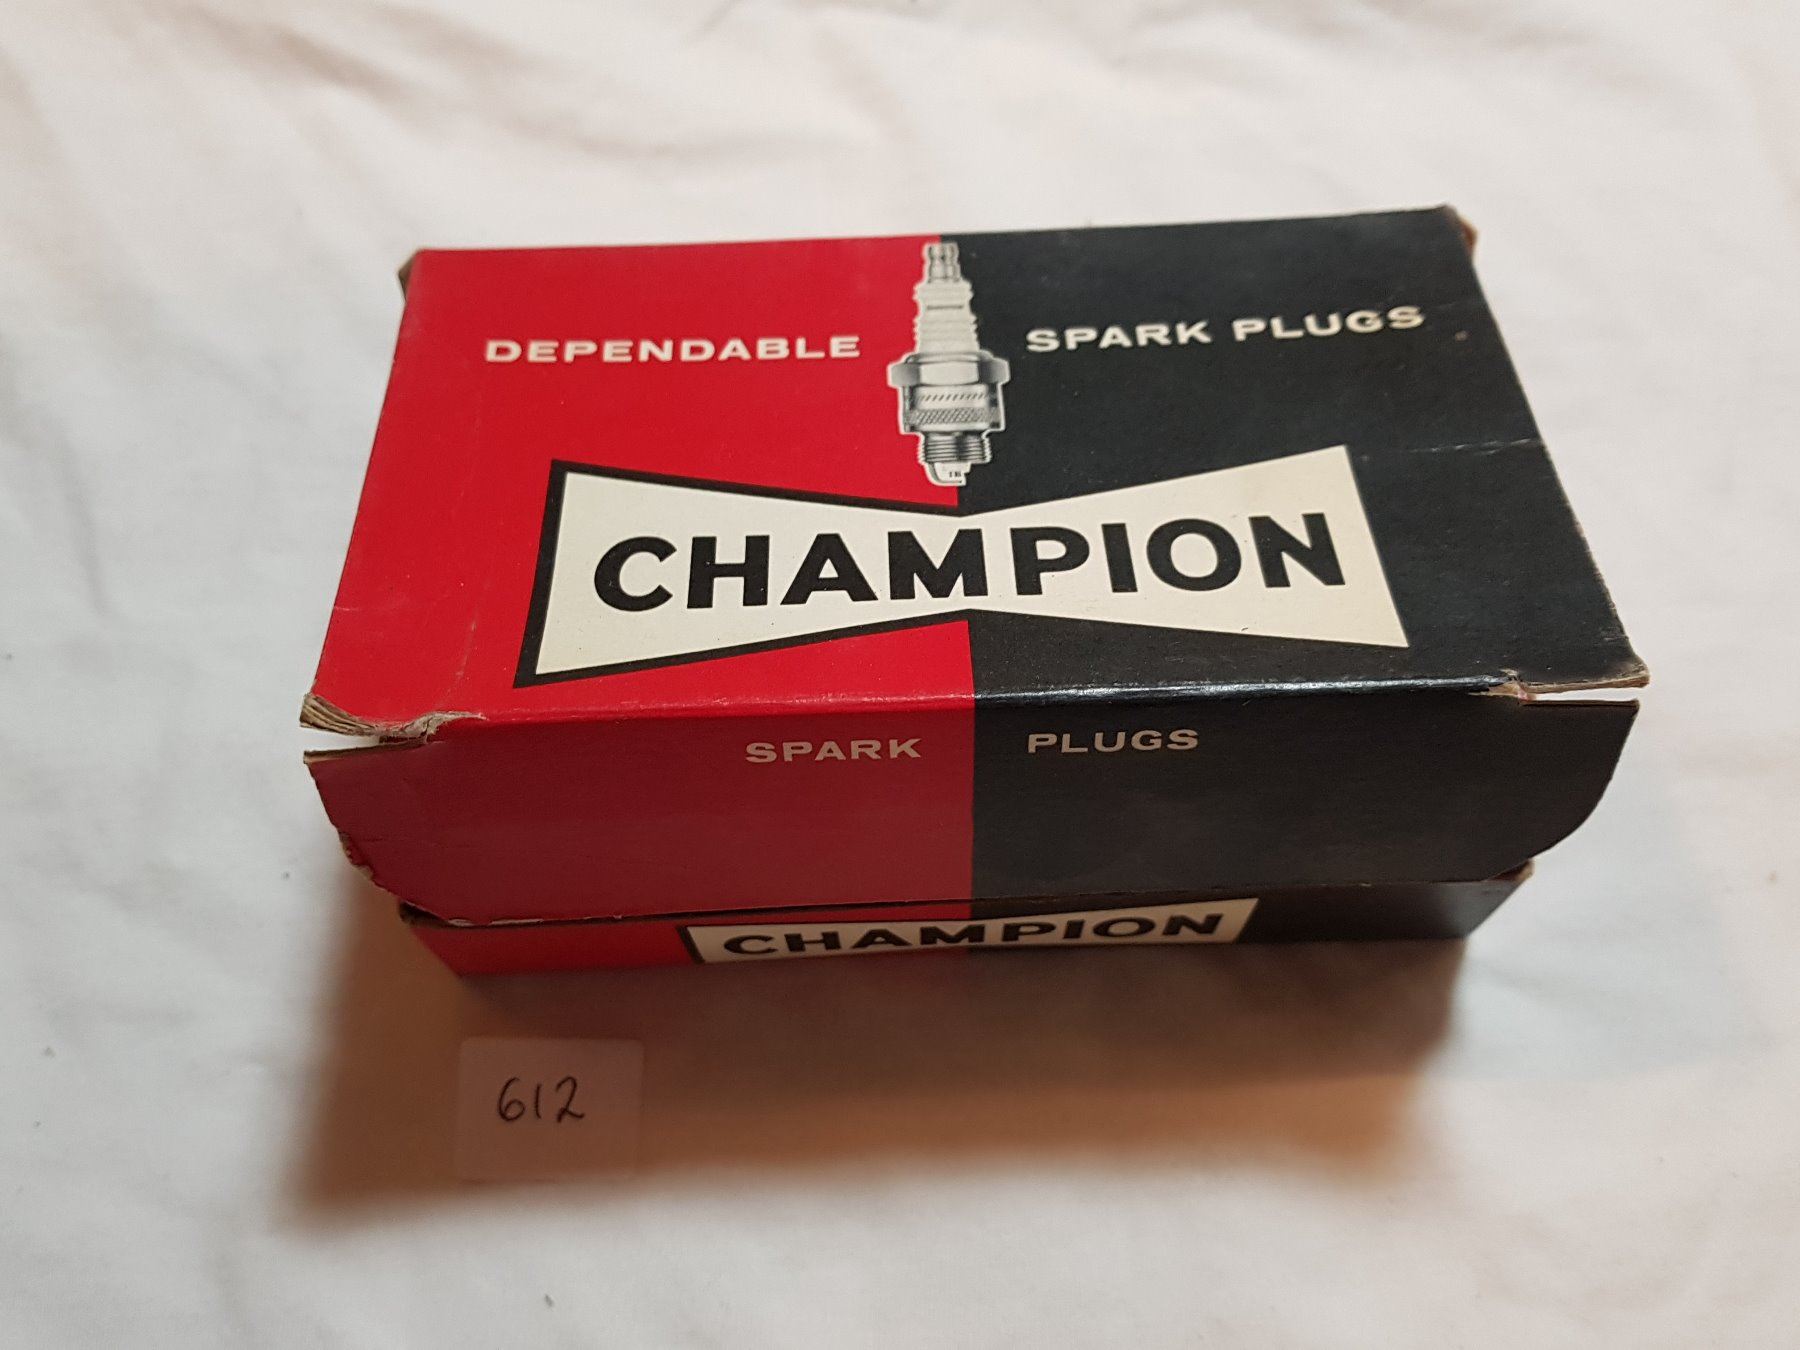 DEPENDABLE SPARK PLUGS
CHAMPION
SPARK PLUGS
CHAMPION
612